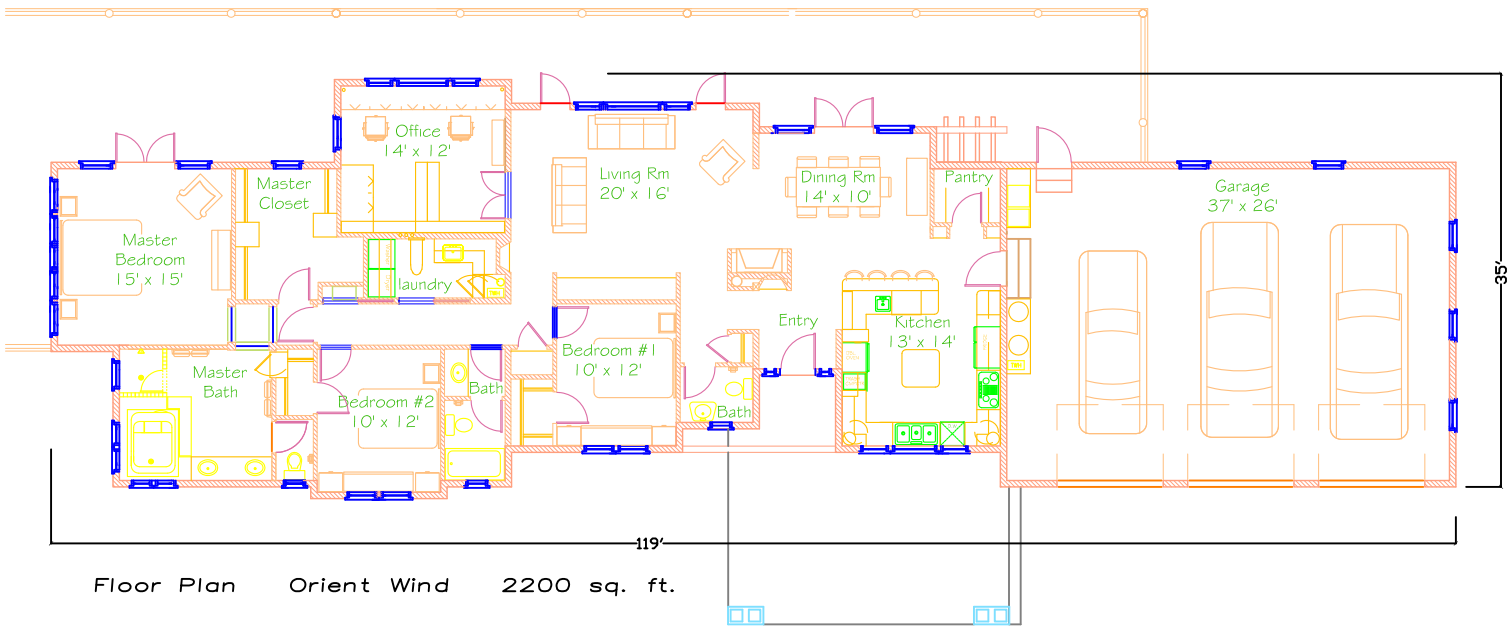 Office
14' x 12'
Living Rm
20' x 16'
Dining Rm
14' x 10'
Pantry
Garage
37' x 26'
Master
Closet
Master
Bedroom
15' x 15'
laundry
35'
Entry
Kitchen
13' x 14'
Bedroom #1
10' x 12'
Master
Bath
Bath
Bedroom #2
10' x 12'
Bath
119'
Floor Plan Orient Wind 2200 sq. ft.